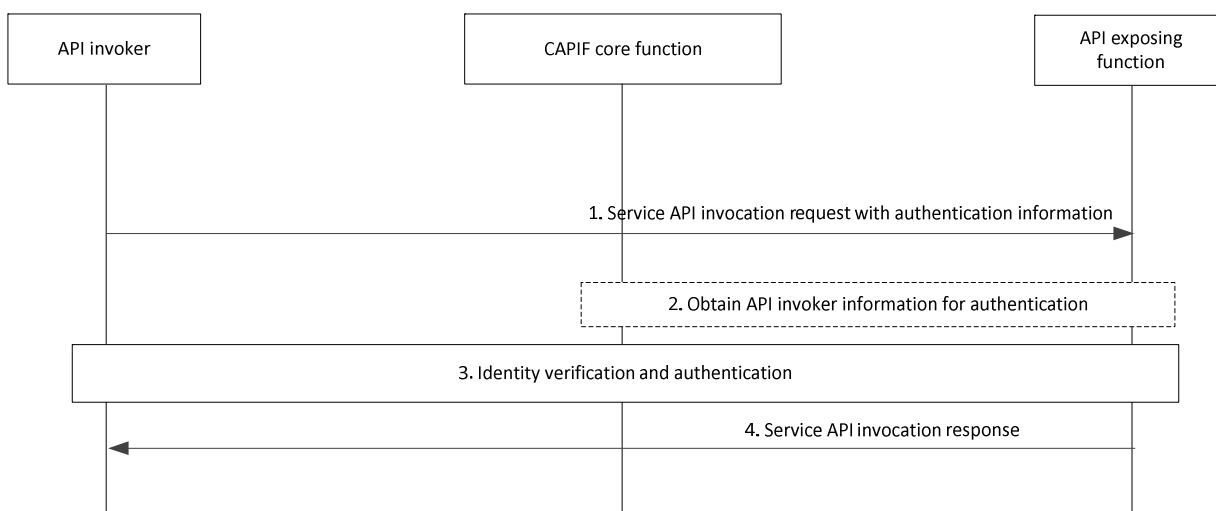 API invoker
CAPIF core function
API exposing
function
1. Service API invocation request with authentication information
2. Obtain API invoker information for authentication
3. Identity verification and authentication
4. Service API invocation response